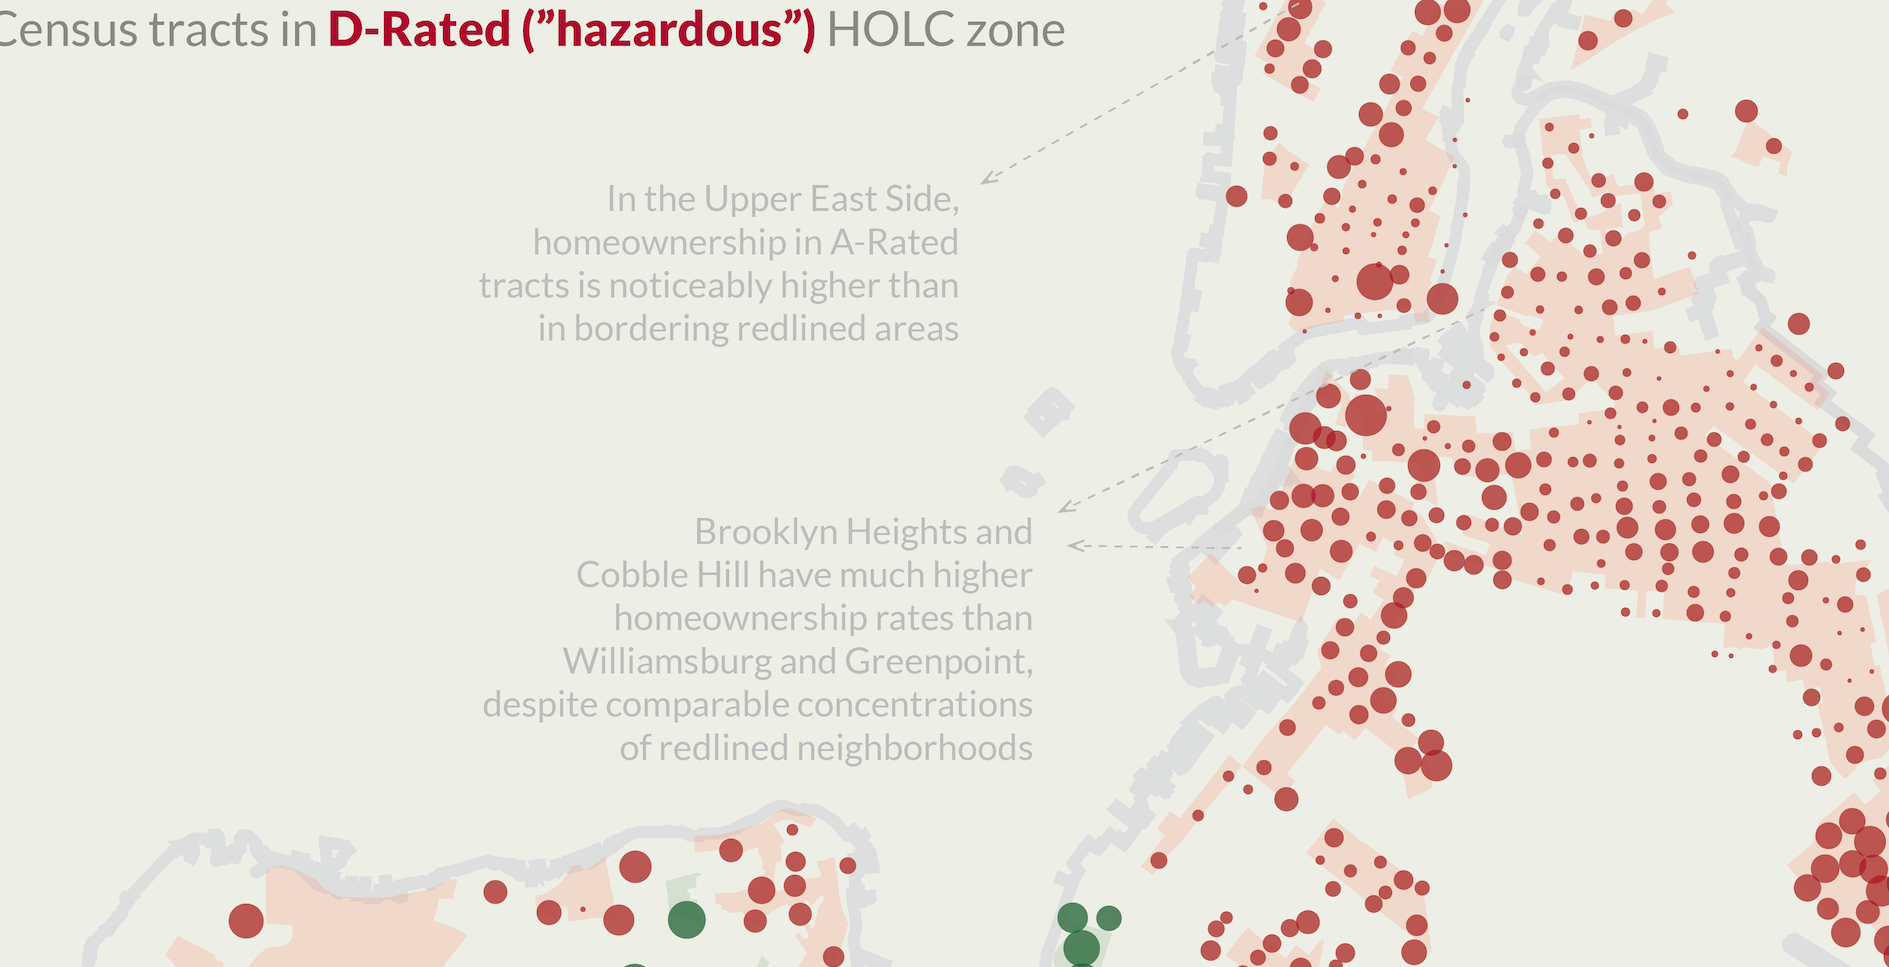 Census tracts in D-Rated (”hazardous”) HOLC zone
In the Upper East Side,
homeownership in A-Rated
tracts is noticeably higher than
in bordering redlined areas
Brooklyn Heights and
Cobble Hill have much higher
homeownership rates than
Williamsburg and Greenpoint,
despite comparable concentrations
of redlined neighborhoods